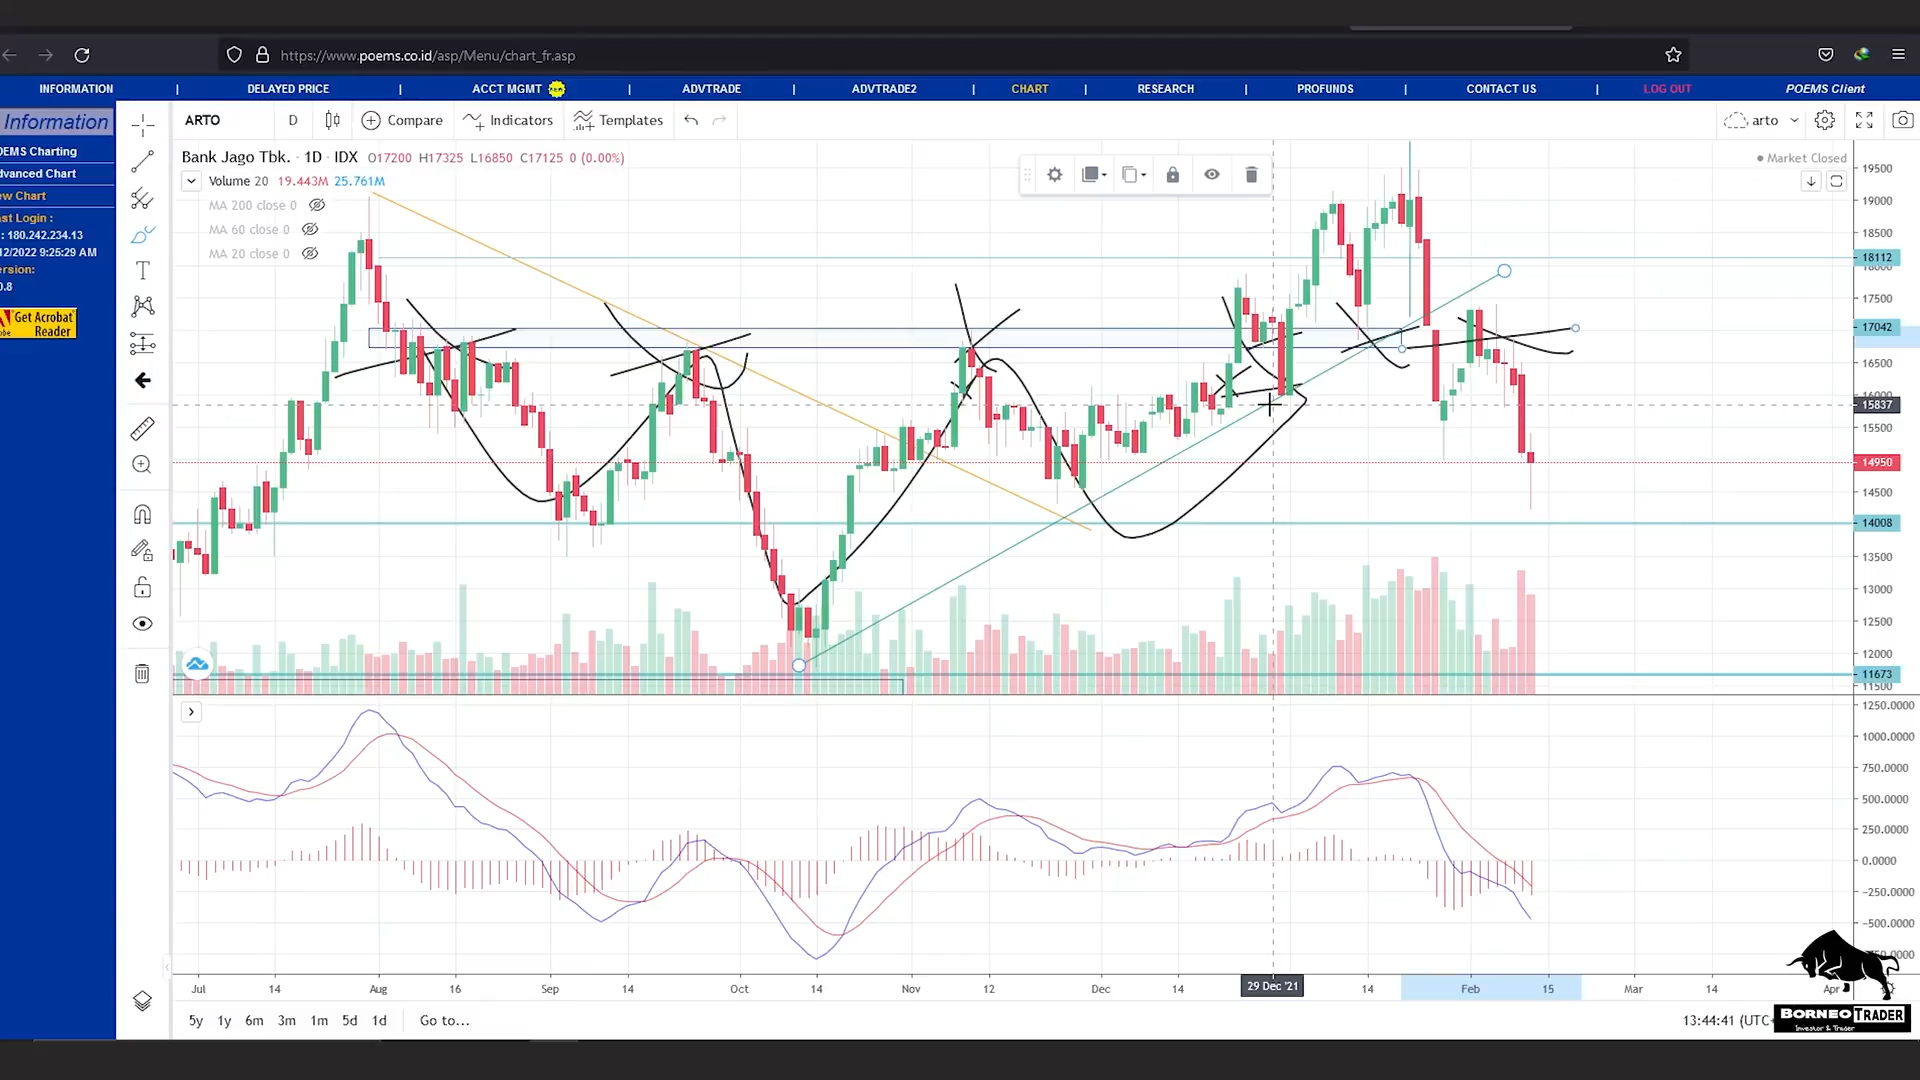 https://www.poems.co.id/asp/Menu/chart_fr.asp
INFORMATION | DELAYED PRICE | ACCT MGMT | ADVTRADE | ADVTRADE2 | CHART | RESEARCH | PROFUNDS | CONTACT US | LOG OUT POEMS Client
Information
OEMS Charting
dvanced Chart
ew Chart
ast Login :
: 180.242.234.13
12/2022 9:25:29 AM
ersion:
0.8
Get Acrobat
Reader
ARTO D Compare Indicators Templates arto
Bank Jago Tbk. · 1D · IDX O17200 H17325 L16850 C17125 0 (0.00%)
Market Closed
Volume 20 19.443M 25.761M
MA 200 close 0
MA 60 close 0
MA 20 close 0
19500
19000
18500
18112
18000
17500
17042
16500
16000
15837
15500
14950
14500
14008
13500
13000
12500
12000
11673
11500
1250.0000
1000.0000
750.0000
500.0000
250.0000
0.0000
-250.0000
-500.0000
Jul 14 Aug 16 Sep 14 Oct 14 Nov 12 Dec 14 29 Dec '21 14 Feb 15 Mar 14 Apr
5y 1y 6m 3m 1m 5d 1d Go to...
13:44:41 (UTC+
BORNEO TRADER
Investor & Trader